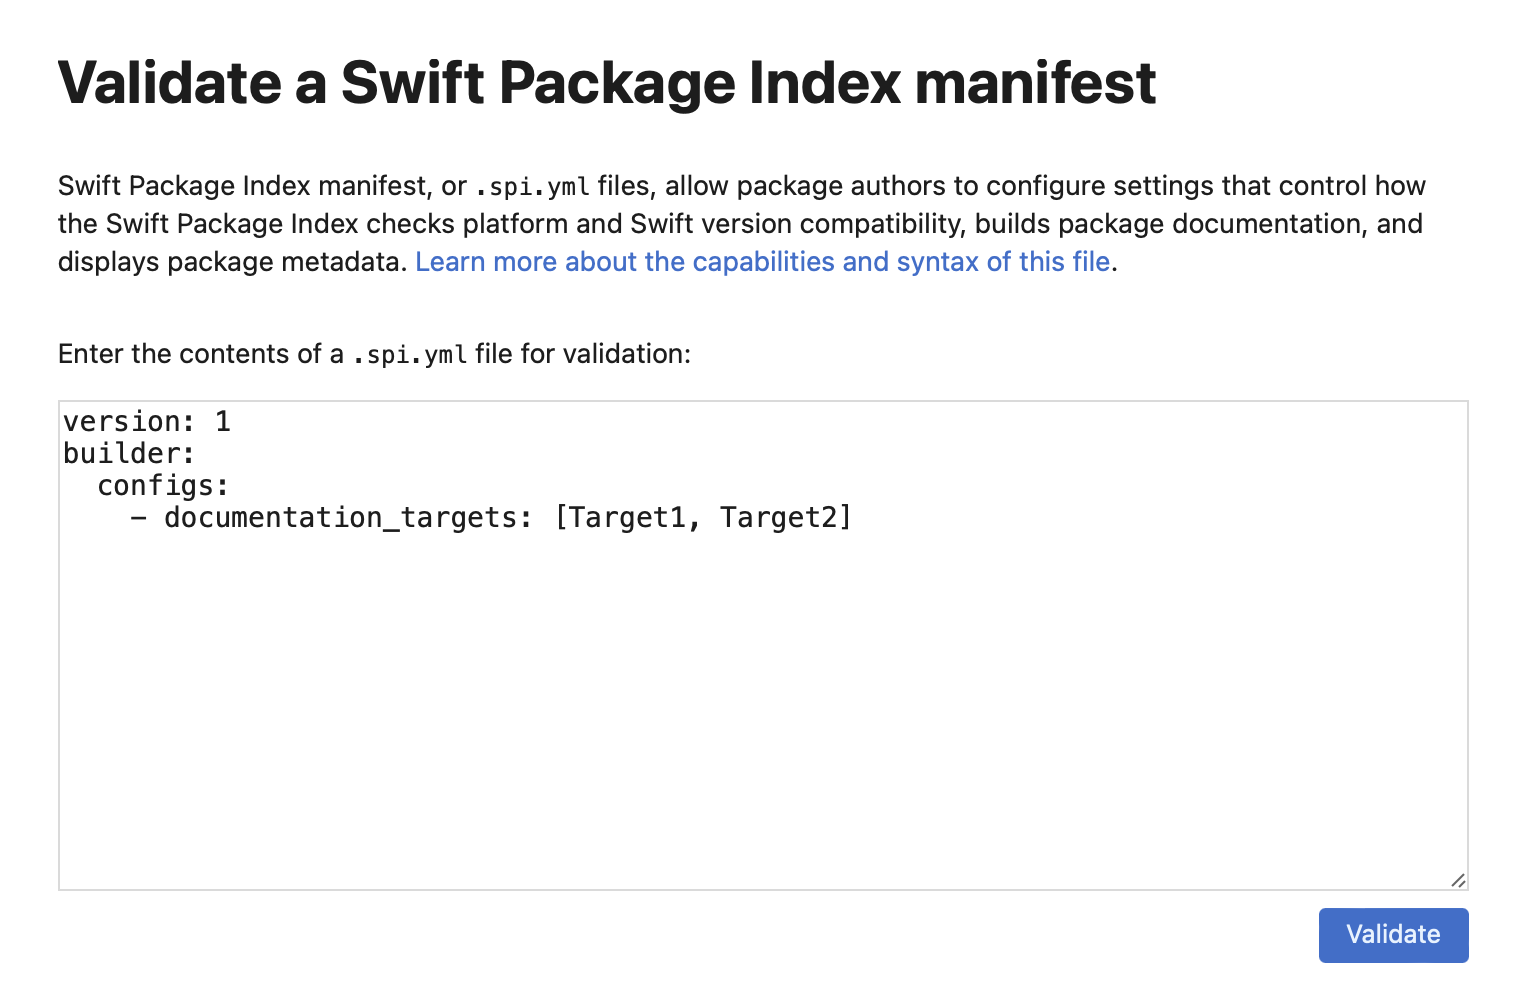 Validate a Swift Package Index manifest
Swift Package Index manifest, or .spi.yml files, allow package authors to configure settings that control how
the Swift Package Index checks platform and Swift version compatibility, builds package documentation, and
displays package metadata. Learn more about the capabilities and syntax of this file.
Enter the contents of a .spi.yml file for validation:
version: 1
builder:
  configs:
    - documentation_targets: [Target1, Target2]
Validate